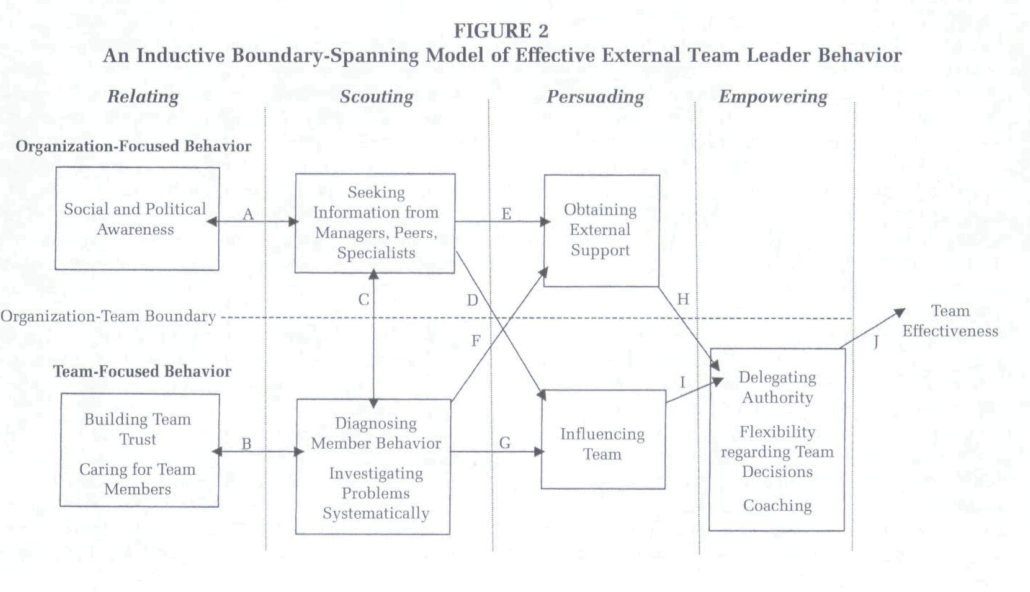 FIGURE 2
An Inductive Boundary-Spanning Model of Effective External Team Leader Behavior
Relating
Scouting
Persuading
Empowering
Organization-Focused Behavior
Social and Political
Awareness
A
Seeking
Information from
Managers, Peers,
Specialists
E
Obtaining
External
Support
C
D
H
Organization-Team Boundary
F
Team
Effectiveness
J
Team-Focused Behavior
Building Team
Trust
Caring for Team
Members
B
Diagnosing
Member Behavior
Investigating
Problems
Systematically
G
Influencing
Team
I
Delegating
Authority
Flexibility
regarding Team
Decisions
Coaching